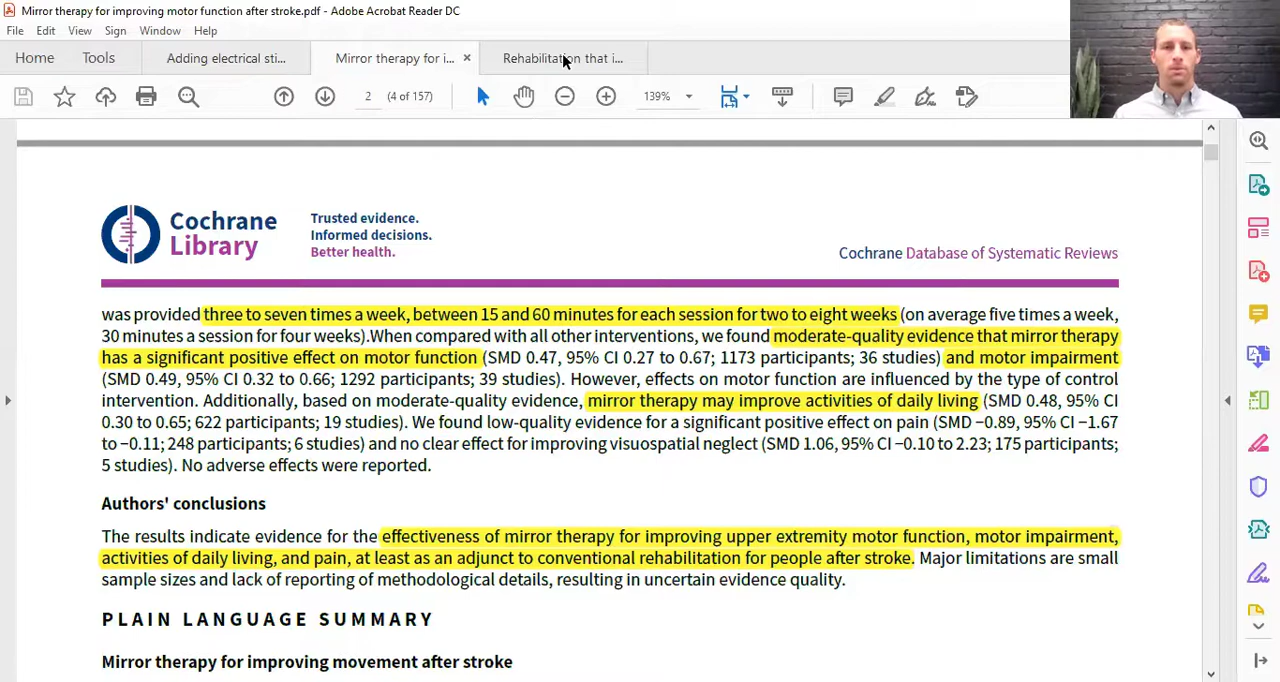 Mirror therapy for improving motor function after stroke.pdf - Adobe Acrobat Reader DC
File Edit View Sign Window Help
Home Tools Adding electrical sti... Mirror therapy for i... × Rehabilitation that i...
2 (4 of 157) 139%
Cochrane
Library
Trusted evidence.
Informed decisions.
Better health.
Cochrane Database of Systematic Reviews
was provided three to seven times a week, between 15 and 60 minutes for each session for two to eight weeks (on average five times a week,
30 minutes a session for four weeks).When compared with all other interventions, we found moderate-quality evidence that mirror therapy
has a significant positive effect on motor function (SMD 0.47, 95% CI 0.27 to 0.67; 1173 participants; 36 studies) and motor impairment
(SMD 0.49, 95% CI 0.32 to 0.66; 1292 participants; 39 studies). However, effects on motor function are influenced by the type of control
intervention. Additionally, based on moderate-quality evidence, mirror therapy may improve activities of daily living (SMD 0.48, 95% CI
0.30 to 0.65; 622 participants; 19 studies). We found low-quality evidence for a significant positive effect on pain (SMD −0.89, 95% CI −1.67
to −0.11; 248 participants; 6 studies) and no clear effect for improving visuospatial neglect (SMD 1.06, 95% CI −0.10 to 2.23; 175 participants;
5 studies). No adverse effects were reported.
Authors' conclusions
The results indicate evidence for the effectiveness of mirror therapy for improving upper extremity motor function, motor impairment,
activities of daily living, and pain, at least as an adjunct to conventional rehabilitation for people after stroke. Major limitations are small
sample sizes and lack of reporting of methodological details, resulting in uncertain evidence quality.
PLAIN LANGUAGE SUMMARY
Mirror therapy for improving movement after stroke